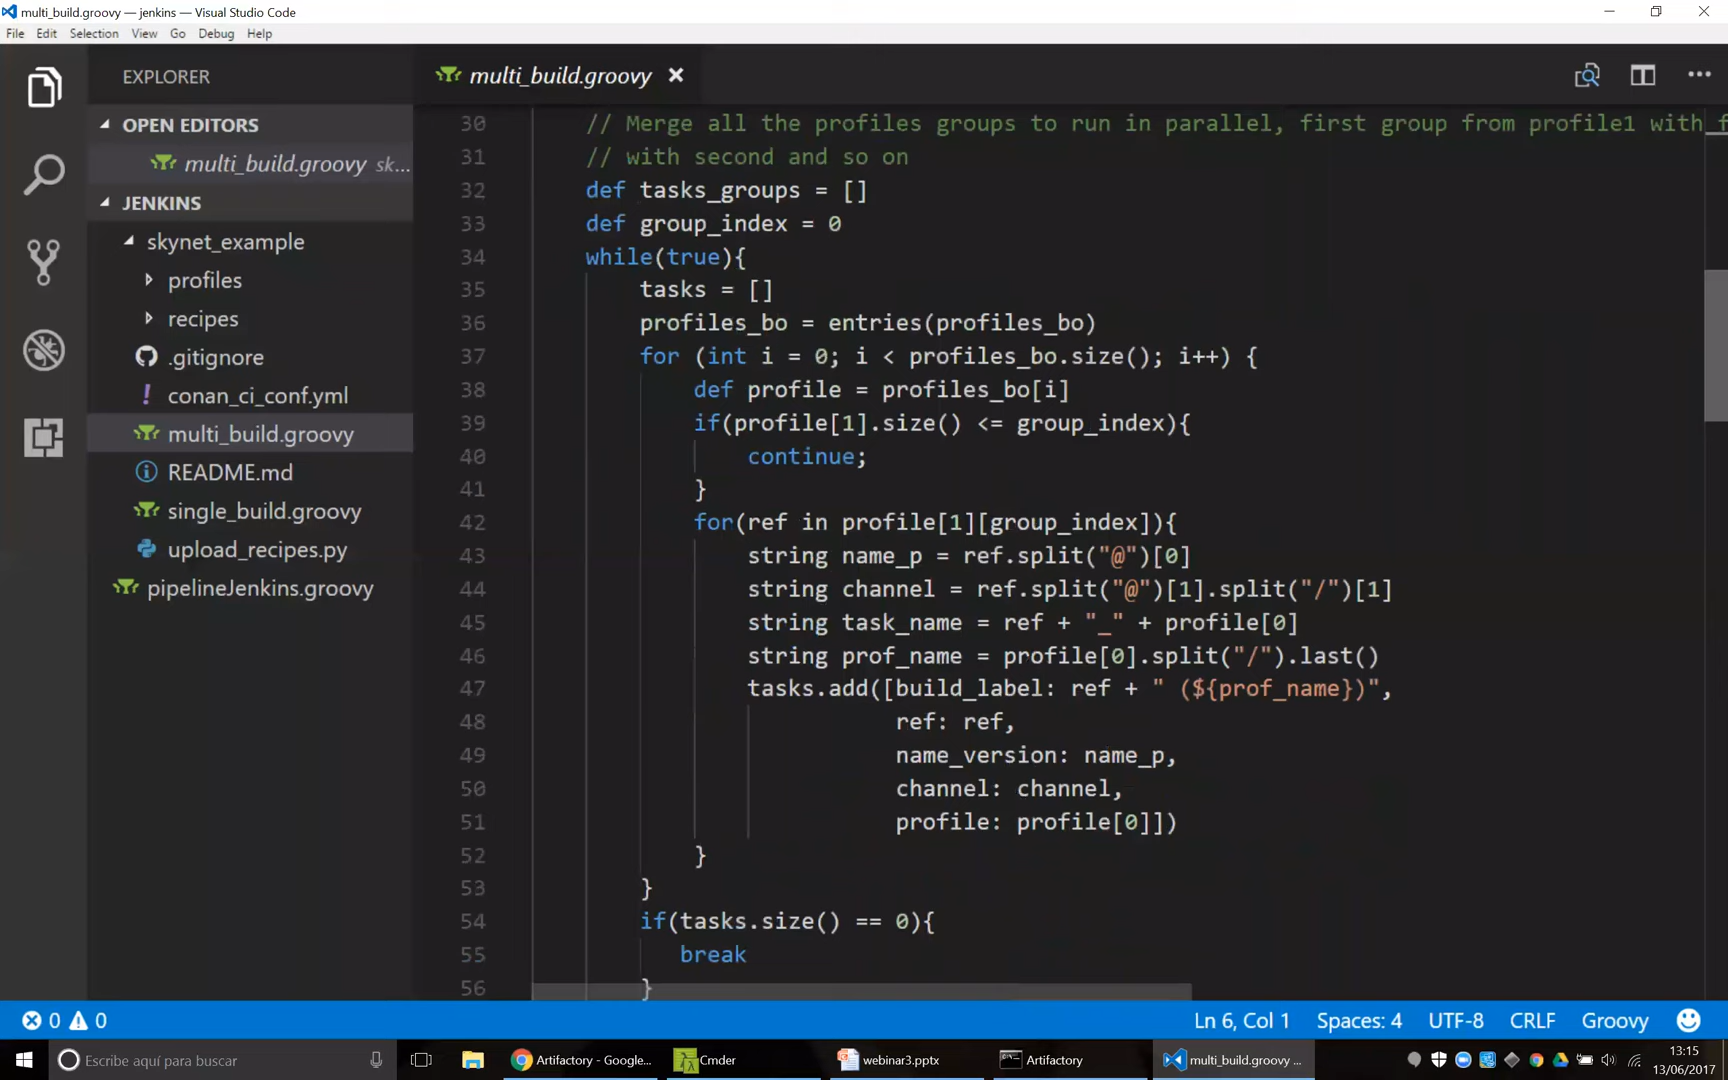 multi_build.groovy — jenkins — Visual Studio Code
File Edit Selection View Go Debug Help
EXPLORER
OPEN EDITORS
multi_build.groovy sk...
JENKINS
skynet_example
profiles
recipes
.gitignore
conan_ci_conf.yml
multi_build.groovy
README.md
single_build.groovy
upload_recipes.py
pipelineJenkins.groovy
multi_build.groovy
30 // Merge all the profiles groups to run in parallel, first group from profile1 with f
31 // with second and so on
32 def tasks_groups = []
33 def group_index = 0
34 while(true){
35 tasks = []
36 profiles_bo = entries(profiles_bo)
37 for (int i = 0; i < profiles_bo.size(); i++) {
38 def profile = profiles_bo[i]
39 if(profile[1].size() <= group_index){
40 continue;
41 }
42 for(ref in profile[1][group_index]){
43 string name_p = ref.split("@")[0]
44 string channel = ref.split("@")[1].split("/")[1]
45 string task_name = ref + "_" + profile[0]
46 string prof_name = profile[0].split("/").last()
47 tasks.add([build_label: ref + " (${prof_name})",
48 ref: ref,
49 name_version: name_p,
50 channel: channel,
51 profile: profile[0]])
52 }
53 }
54 if(tasks.size() == 0){
55 break
56 }
0 0 Ln 6, Col 1 Spaces: 4 UTF-8 CRLF Groovy
Escribe aquí para buscar
Artifactory - Google...
Cmder
webinar3.pptx
Artifactory
multi_build.groovy ...
13:15
13/06/2017